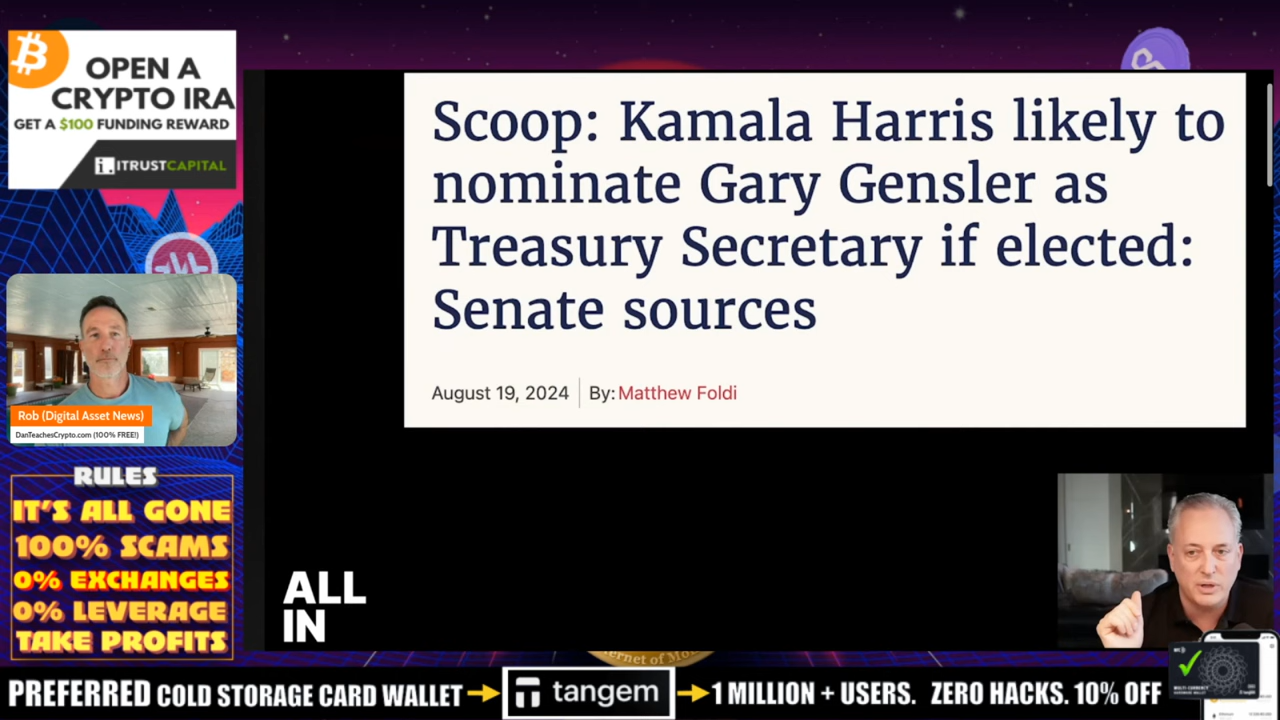 OPEN A
CRYPTO IRA
GET A $100 FUNDING REWARD
i. ITRUSTCAPITAL
Scoop: Kamala Harris likely to
nominate Gary Gensler as
Treasury Secretary if elected:
Senate sources
August 19, 2024
By: Matthew Foldi
Rob (Digital Asset News)
DanTeachesCrypto.com (100% FREE!)
RULES
IT'S ALL GONE
100% SCAMS
0% EXCHANGES
0% LEVERAGE
TAKE PROFITS
ALL
IN
PREFERRED COLD STORAGE CARD WALLET tangem 1 MILLION + USERS. ZERO HACKS. 10% OFF